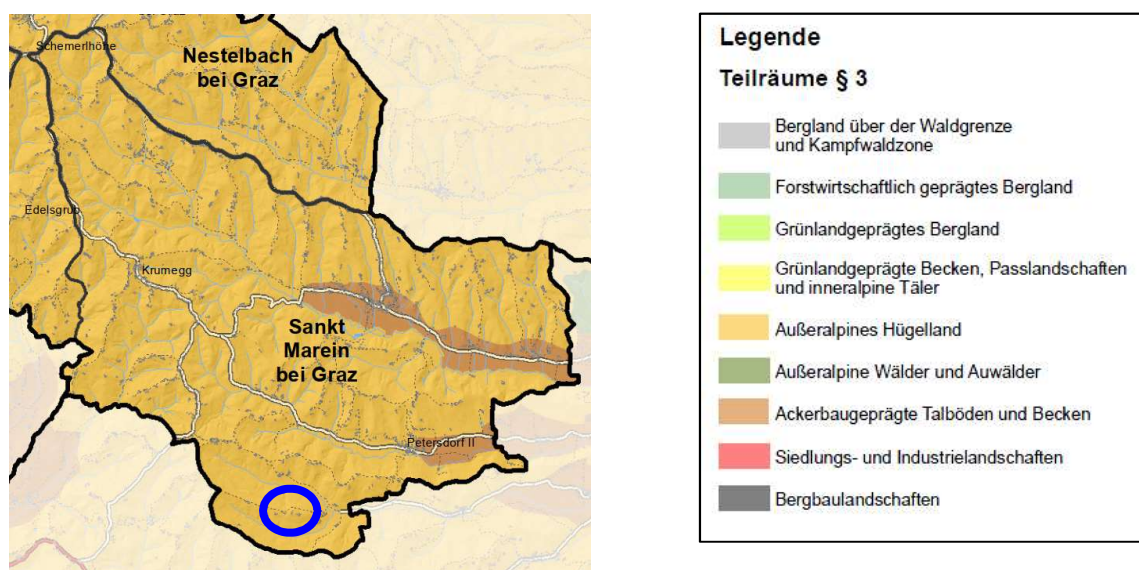 Schemerlhöhe
Nestelbach
bei Graz
Edelsgrub
Krumegg
Sankt
Marein
bei Graz
Petersdorf II
Legende
Teilräume § 3
Bergland über der Waldgrenze
und Kampfwaldzone
Forstwirtschaftlich geprägtes Bergland
Grünlandgeprägtes Bergland
Grünlandgeprägte Becken, Passlandschaften
und inneralpine Täler
Außeralpines Hügelland
Außeralpine Wälder und Auwälder
Ackerbaugeprägte Talböden und Becken
Siedlungs- und Industrielandschaften
Bergbaulandschaften